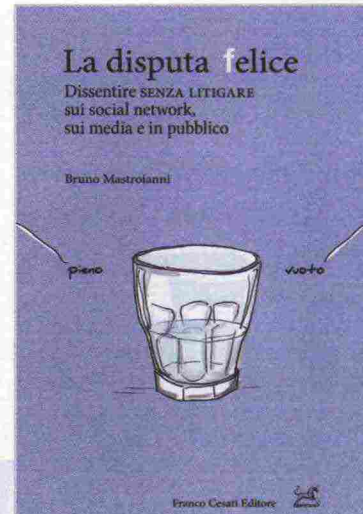 La disputa felice
Dissentire SENZA LITIGARE
sui social network,
sui media e in pubblico
Bruno Mastroianni
pieno
vuoto
Franco Cesati Editore